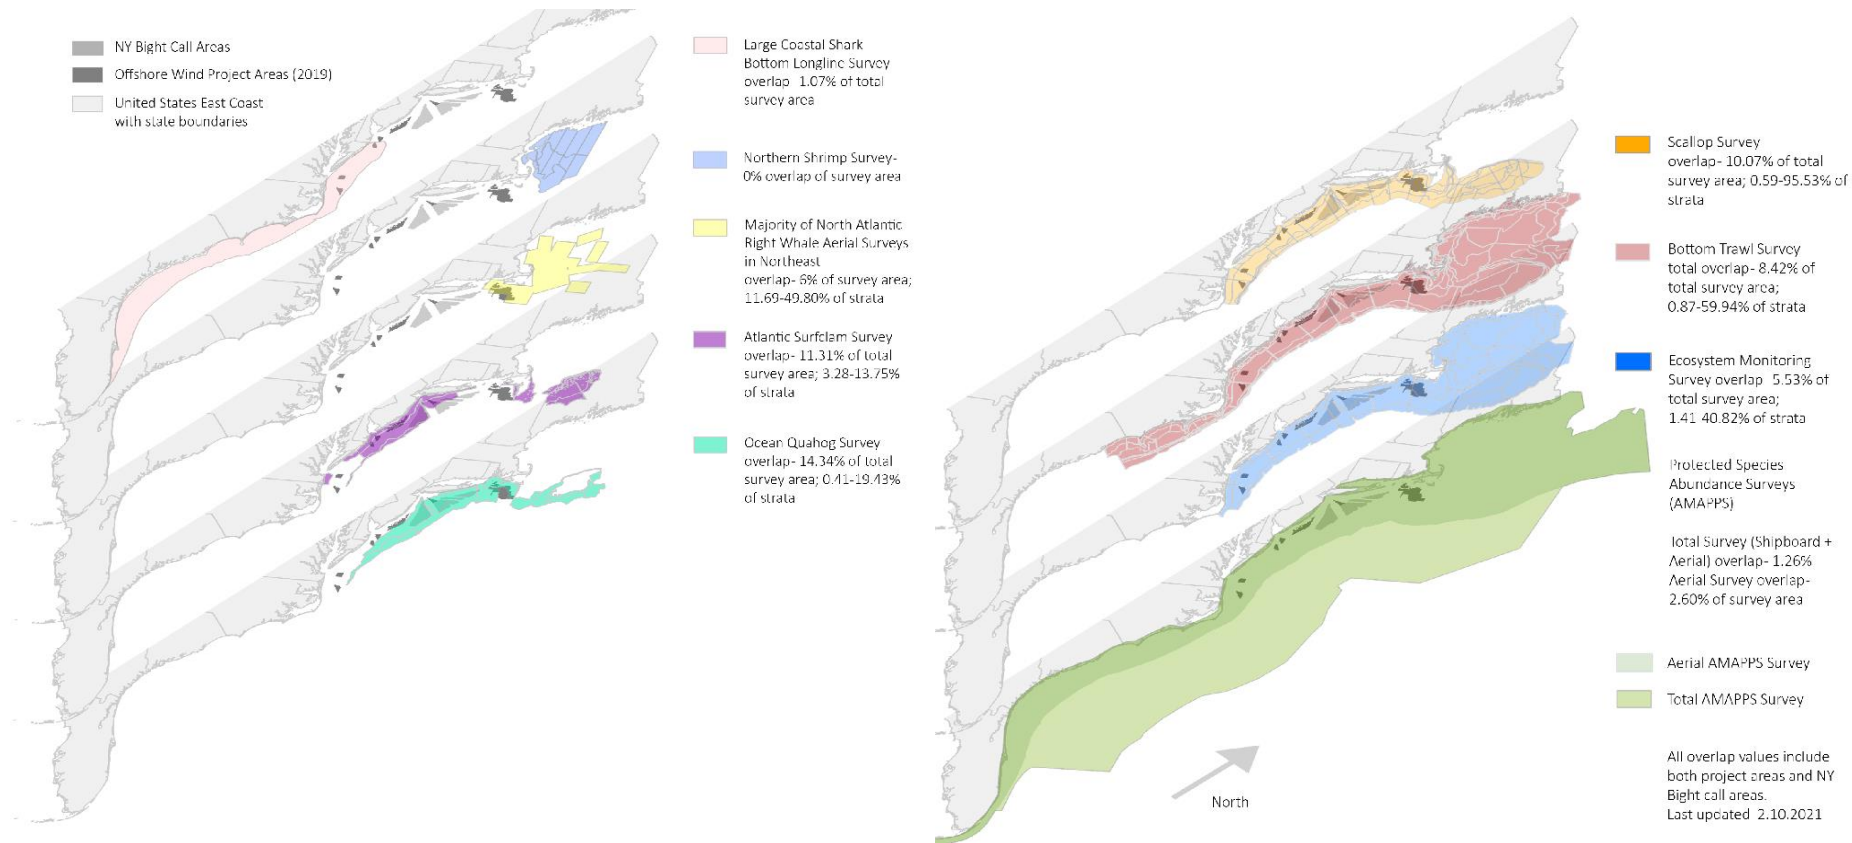 NY Bight Call Areas
Offshore Wind Project Areas (2019)
United States East Coast
with state boundaries
Large Coastal Shark
Bottom Longline Survey
overlap- 1.07% of total
survey area
Northern Shrimp Survey-
0% overlap of survey area
Majority of North Atlantic
Right Whale Aerial Surveys
in Northeast
overlap- 6% of survey area;
11.69-49.80% of strata
Atlantic Surfclam Survey
overlap- 11.31% of total
survey area; 3.28-13.75%
of strata
Ocean Quahog Survey
overlap- 14.34% of total
survey area; 0.41-19.43%
of strata
Scallop Survey
overlap- 10.07% of total
survey area; 0.59-95.53% of
strata
Bottom Trawl Survey
total overlap- 8.42% of
total survey area;
0.87-59.94% of strata
Ecosystem Monitoring
Survey overlap- 5.53% of
total survey area;
1.41-40.82% of strata
Protected Species
Abundance Surveys
(AMAPPS)
Total Survey (Shipboard +
Aerial) overlap- 1.26%
Aerial Survey overlap-
2.60% of survey area
Aerial AMAPPS Survey
Total AMAPPS Survey
North
All overlap values include
both project areas and NY
Bight call areas.
Last updated 2.10.2021